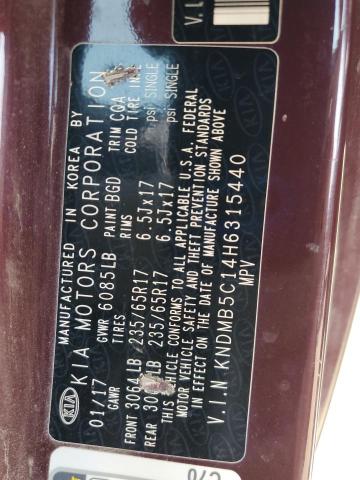 MANUFACTURED IN KOREA BY
KIA KIA MOTORS CORPORATION
01/17 GVWR 6085LB PAINT BGD TRIM CQA
GAWR TIRES RIMS COLD TIRE
FRONT 3064LB 235/65R17 6.5Jx17 psi SINGLE
REAR LB 235/65R17 6.5Jx17 psi SINGLE
THIS VEHICLE CONFORMS TO ALL APPLICABLE U.S.A. FEDERAL
MOTOR VEHICLE SAFETY AND THEFT PREVENTION STANDARDS
IN EFFECT ON THE DATE OF MANUFACTURE SHOWN ABOVE
V.I.N KNDMB5C14H6315440
MPV